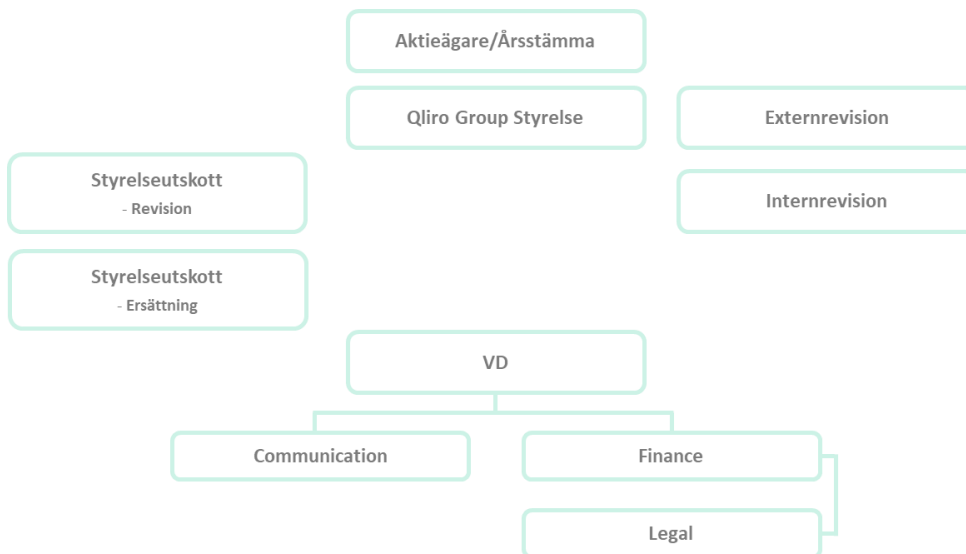 Aktieägare/Årsstämma
Qliro Group Styrelse
Externrevision
Styrelseutskott
- Revision
Internrevision
Styrelseutskott
- Ersättning
VD
Communication
Finance
Legal